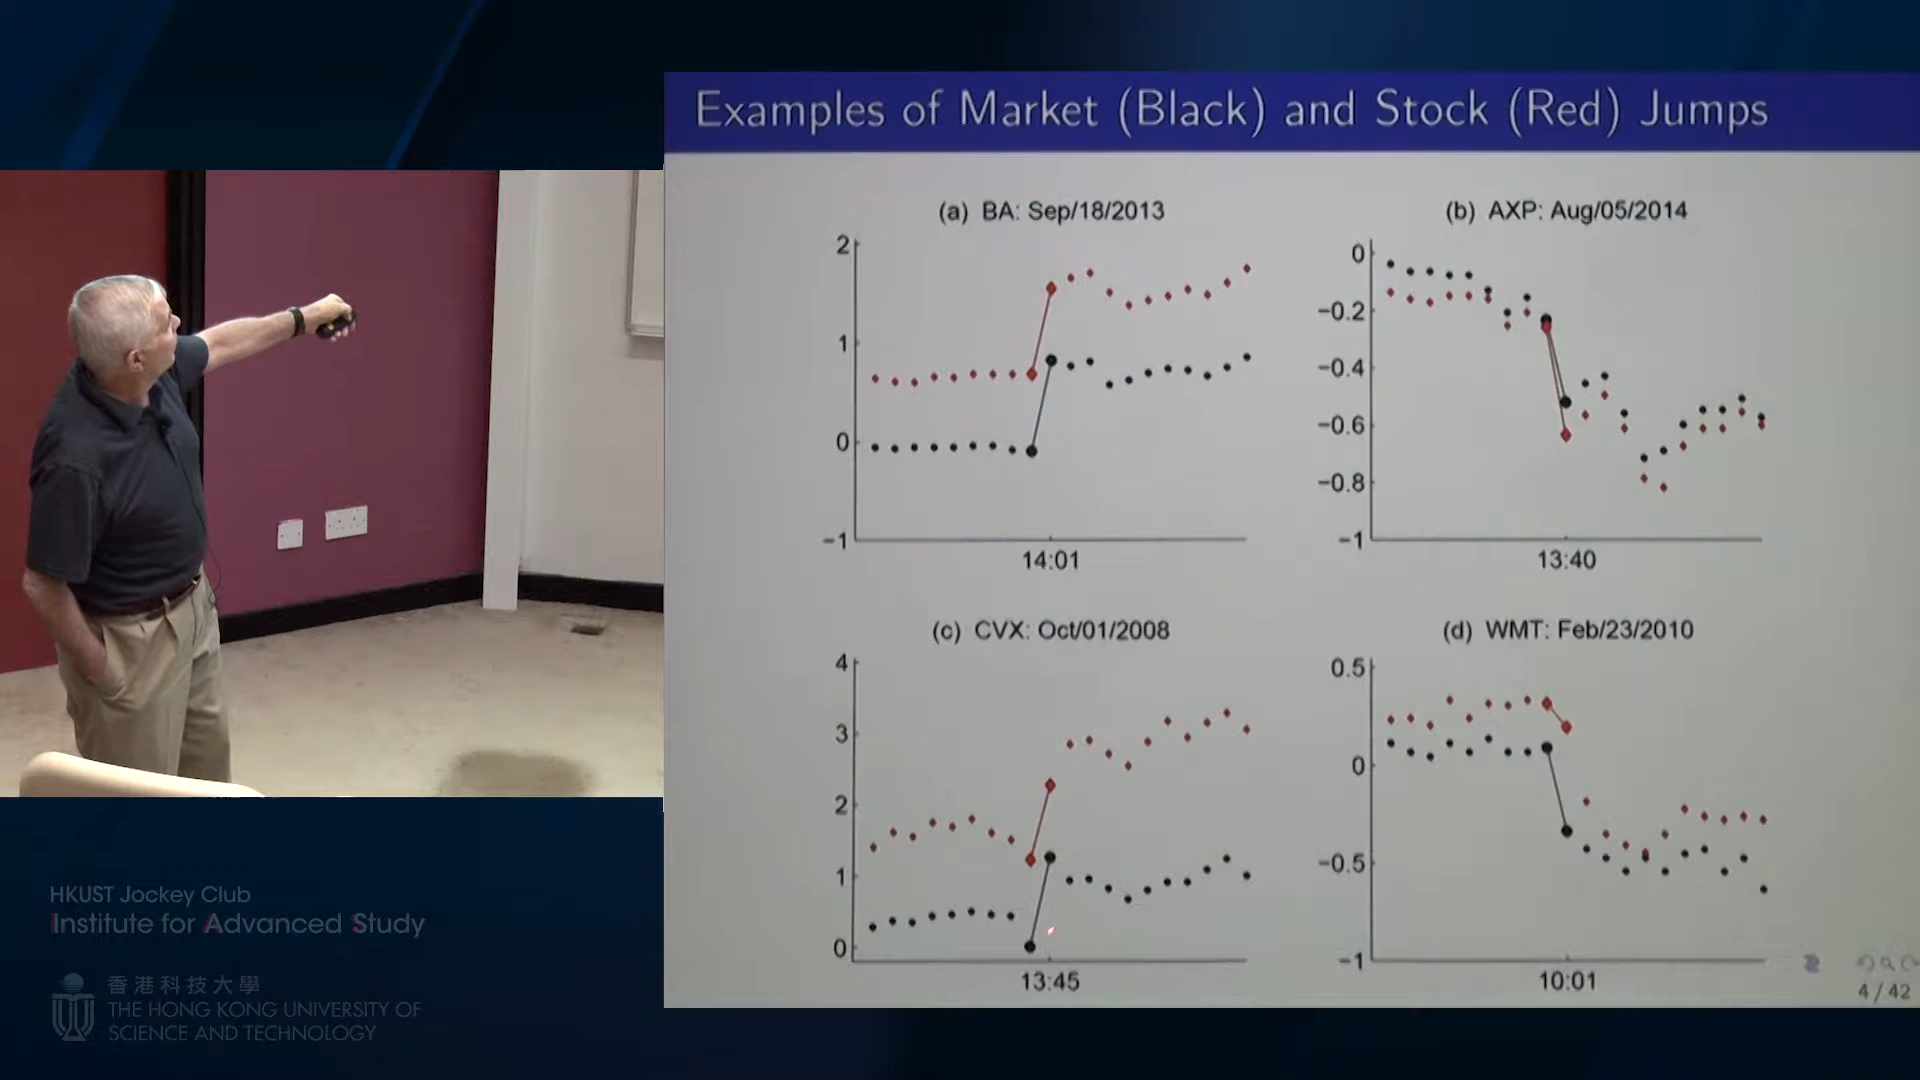 Examples of Market (Black) and Stock (Red) Jumps
(a) BA: Sep/18/2013
2
1
0
−1
14:01
(b) AXP: Aug/05/2014
0
−0.2
−0.4
−0.6
−0.8
−1
13:40
(c) CVX: Oct/01/2008
4
3
2
1
0
13:45
(d) WMT: Feb/23/2010
0.5
0
−0.5
−1
10:01
4 / 42
HKUST Jockey Club
Institute for Advanced Study
香港科技大學
THE HONG KONG UNIVERSITY OF
SCIENCE AND TECHNOLOGY